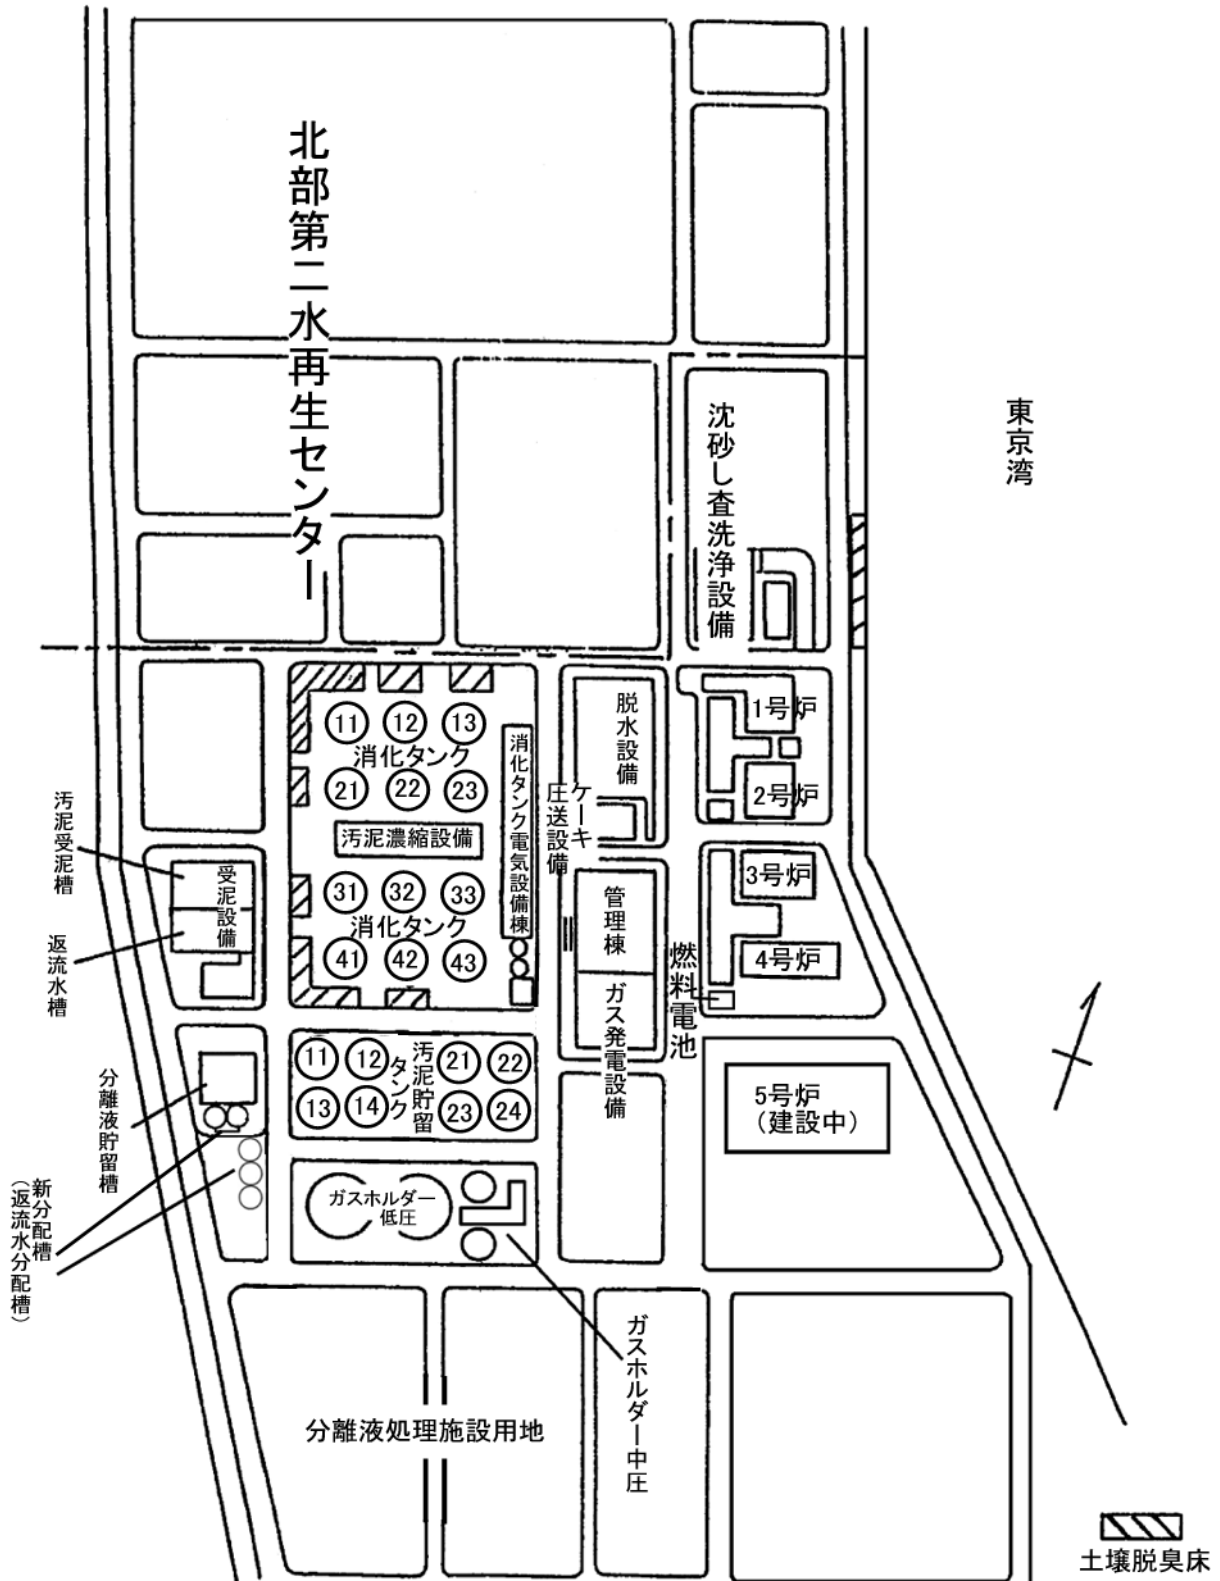 北部第二水再生センター
東京湾
沈砂し査洗浄設備
11 12 13
消化タンク
21 22 23
汚泥濃縮設備
31 32 33
消化タンク
41 42 43
消化タンク電気設備棟
脱水設備
ケーキ
圧送設備
管理棟
ガス発電設備
1号炉
2号炉
3号炉
4号炉
燃料電池
5号炉
(建設中)
汚泥受泥槽
受泥設備
返流水槽
分離液貯留槽
新分配槽
(返流水分配槽)
11 12 21 22
汚泥貯留
タンク
13 14 23 24
ガスホルダー
低圧
ガスホルダー中圧
分離液処理施設用地
土壌脱臭床